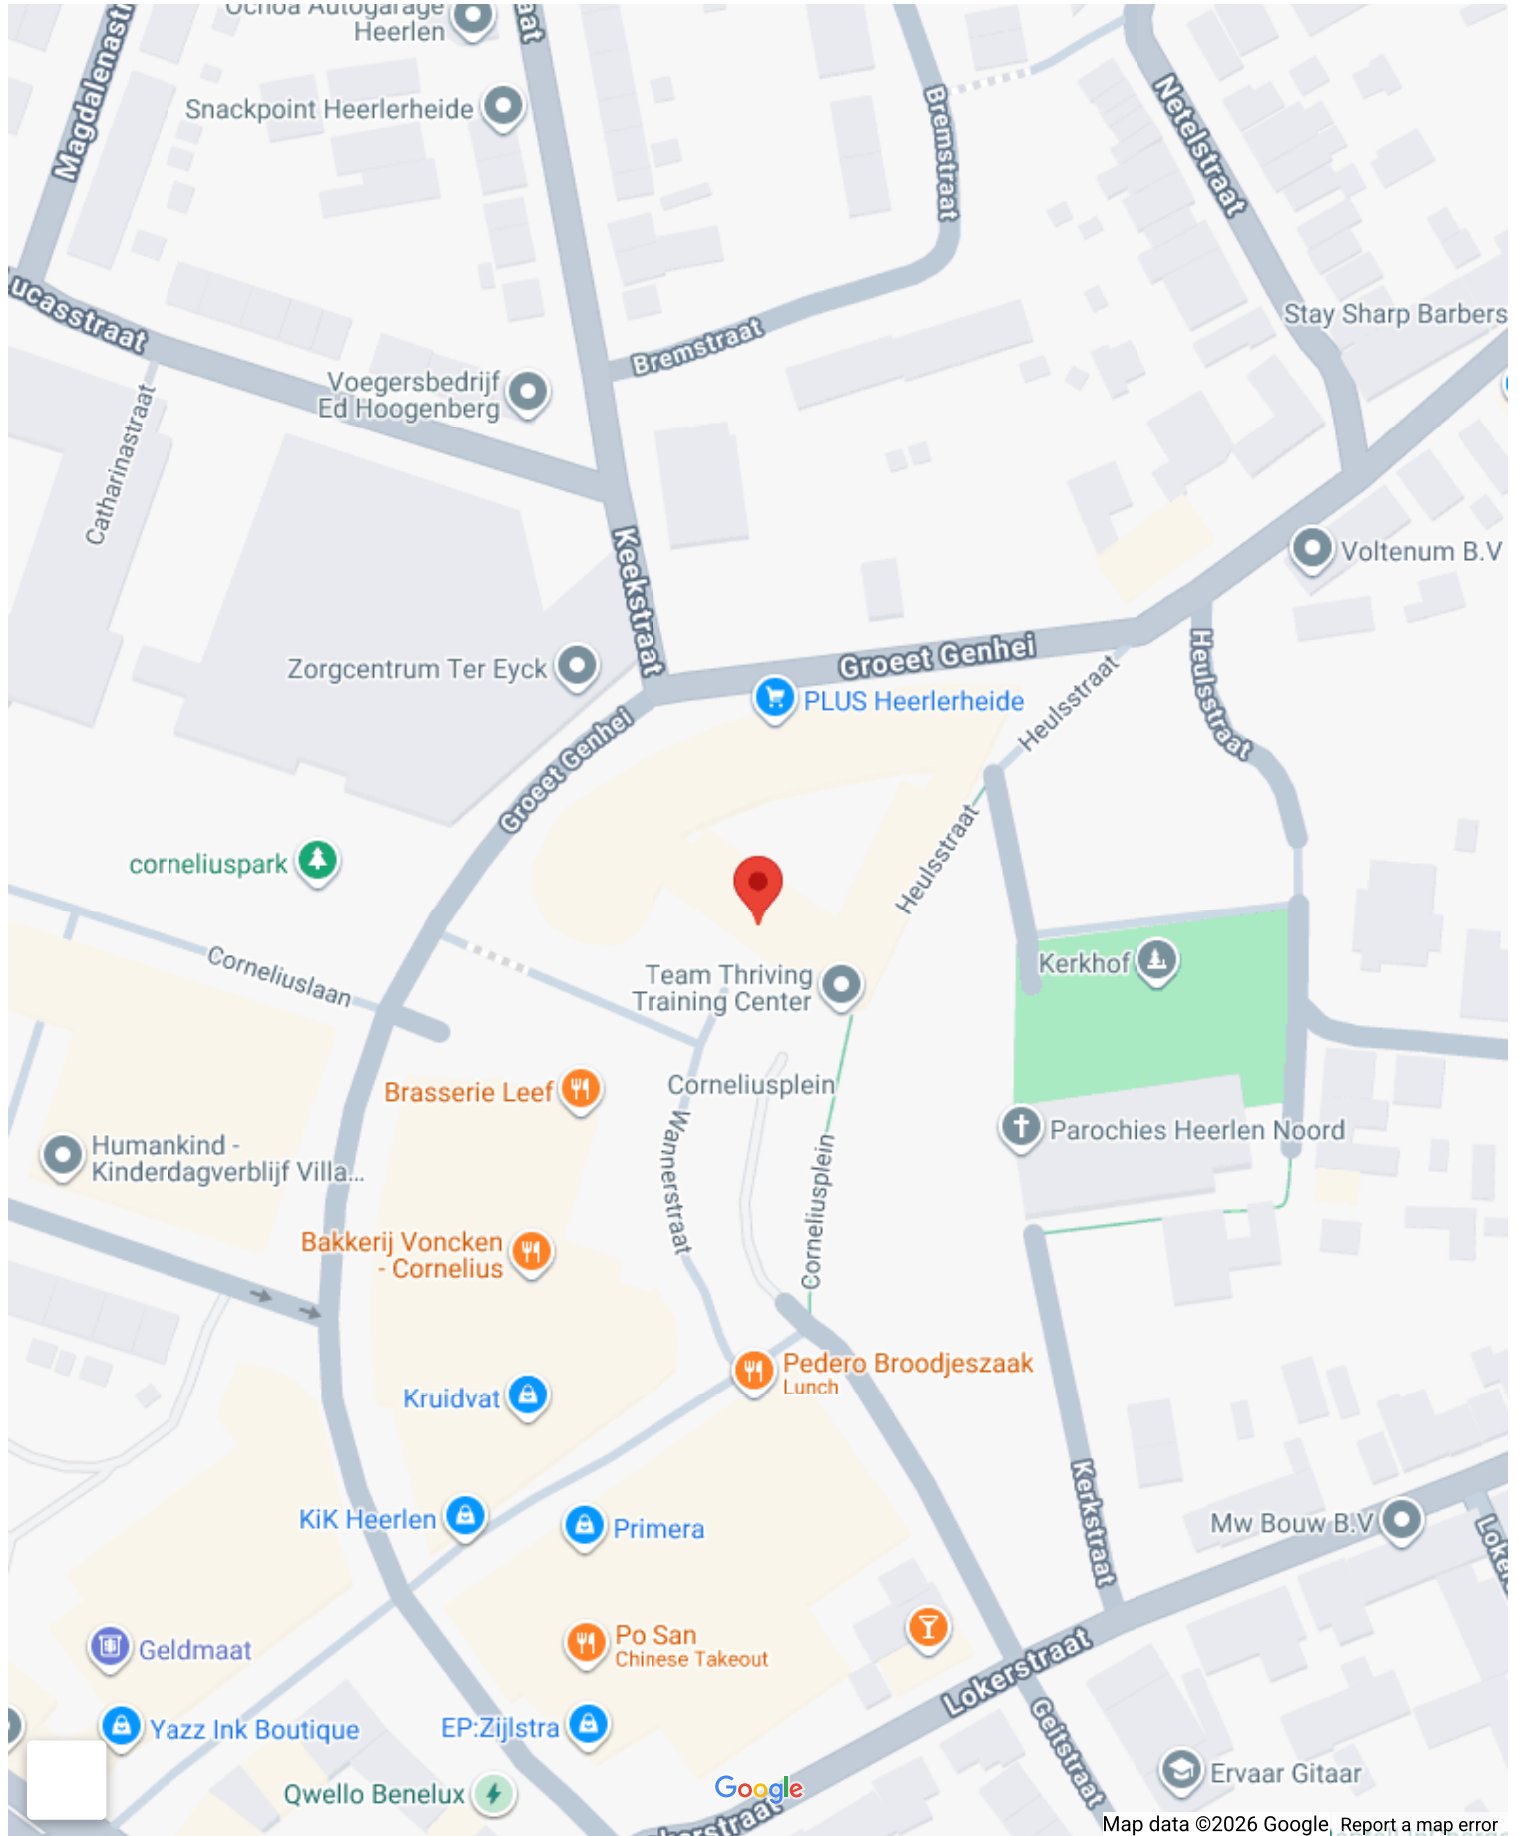 Ochoa Autogarage
Heerlen
Magdalenastr
aat
Snackpoint Heerlerheide
Bremstraat
Netelstraat
ucasstraat
Stay Sharp Barbers
Bremstraat
Voegersbedrijf
Ed Hoogenberg
Catharinastraat
Keekstraat
Voltenum B.V
Groeet Genhei
Zorgcentrum Ter Eyck
PLUS Heerlerheide
Heulsstraat
Heulsstraat
Groeet Genhei
corneliuspark
Heulsstraat
Corneliuslaan
Team Thriving
Training Center
Kerkhof
Brasserie Leef
Corneliusplein
Wannerstraat
Corneliusplein
Parochies Heerlen Noord
Humankind -
Kinderdagverblijf Villa...
Bakkerij Voncken
- Cornelius
Pedero Broodjeszaak
Lunch
Kruidvat
KiK Heerlen
Primera
Kerkstraat
Mw Bouw B.V
Loker
Po San
Chinese Takeout
Geldmaat
Lokerstraat
Yazz Ink Boutique
EP:Zijlstra
Geitstraat
Qwello Benelux
Google
Ervaar Gitaar
kerstraat
Map data ©2026 Google
Report a map error